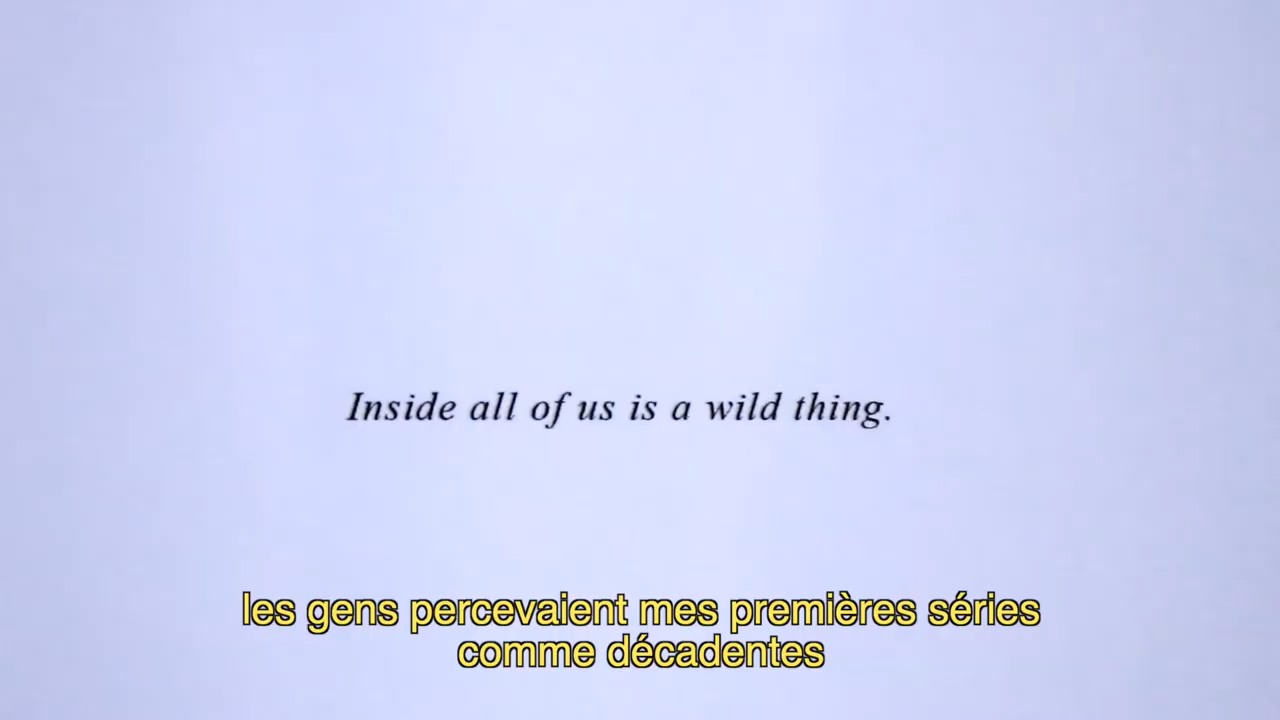 Inside all of us is a wild thing.
les gens percevaient mes premières séries
comme décadentes